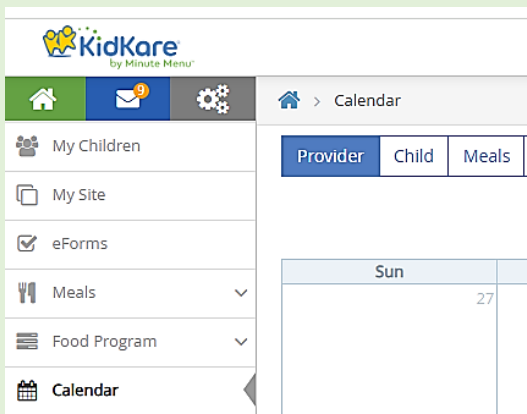 KidKare
by Minute Menu
9
Calendar
My Children
Provider Child Meals
My Site
eForms
Sun
Meals
27
Food Program
Calendar